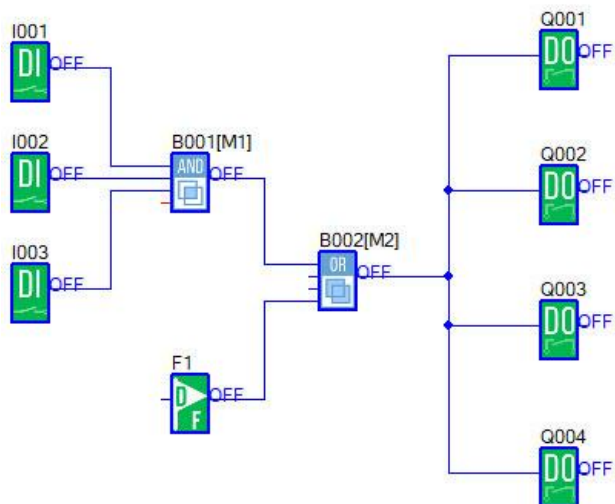 I001
DI OFF
I002
DI OFF
I003
DI OFF
B001[M1]
AND OFF
B002[M2]
OR OFF
F1
D OFF
F
Q001
DO OFF
Q002
DO OFF
Q003
DO OFF
Q004
DO OFF